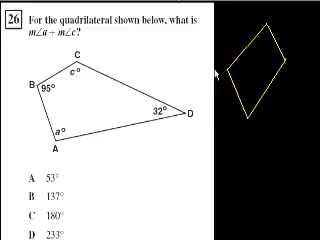 26 For the quadrilateral shown below, what is
m∠a + m∠c?
C
c°
B 95°
32° D
a°
A
A 53°
B 137°
C 180°
D 233°